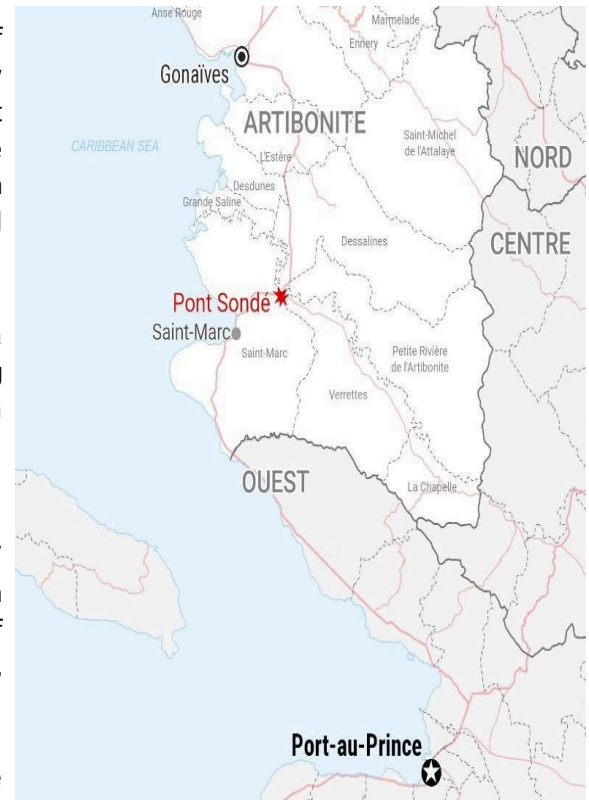 Anse Rouge
Marmelade
Ennery
Gonaïves
ARTIBONITE
CARIBBEAN SEA
Saint-Michel
de l'Attalaye
NORD
L'Estère
Desdunes
Grande Saline
Dessalines
CENTRE
Pont Sondé
Saint-Marc
Saint-Marc
Petite Rivière
de l'Artibonite
Verrettes
OUEST
La Chapelle
Port-au-Prince